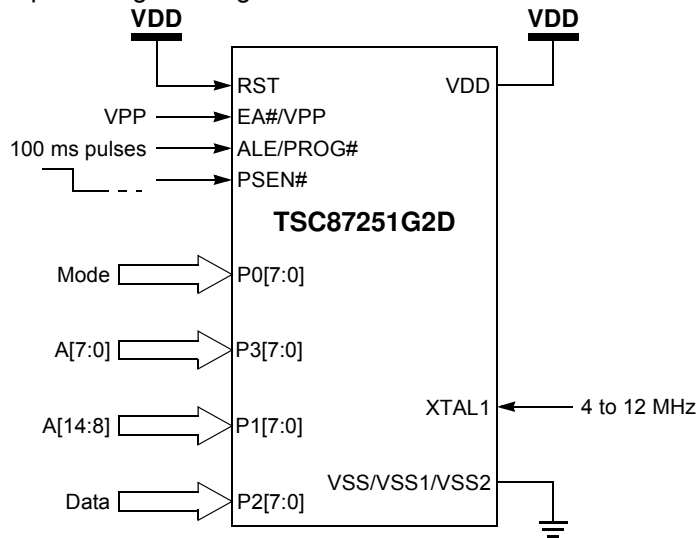 VDD
VDD
RST
VDD
VPP
EA#/VPP
100 ms pulses
ALE/PROG#
PSEN#
TSC87251G2D
Mode
P0[7:0]
A[7:0]
P3[7:0]
XTAL1
4 to 12 MHz
A[14:8]
P1[7:0]
VSS/VSS1/VSS2
Data
P2[7:0]